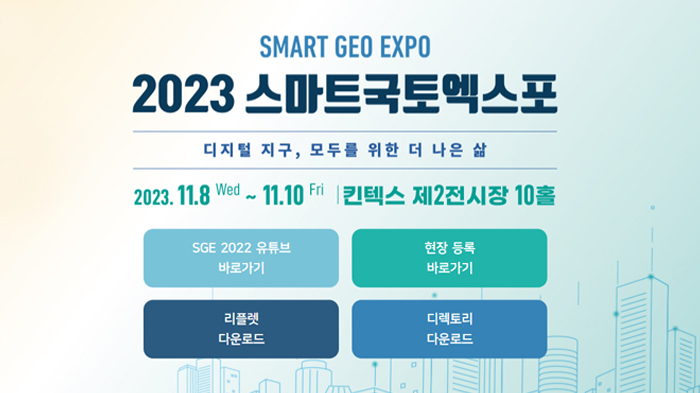 SMART GEO EXPO
2023 스마트국토엑스포
디지털 지구, 모두를 위한 더 나은 삶
2023. 11.8 Wed ~ 11.10 Fri | 킨텍스 제2전시장 10홀
SGE 2022 유튜브
바로가기
현장 등록
바로가기
리플렛
다운로드
디렉토리
다운로드